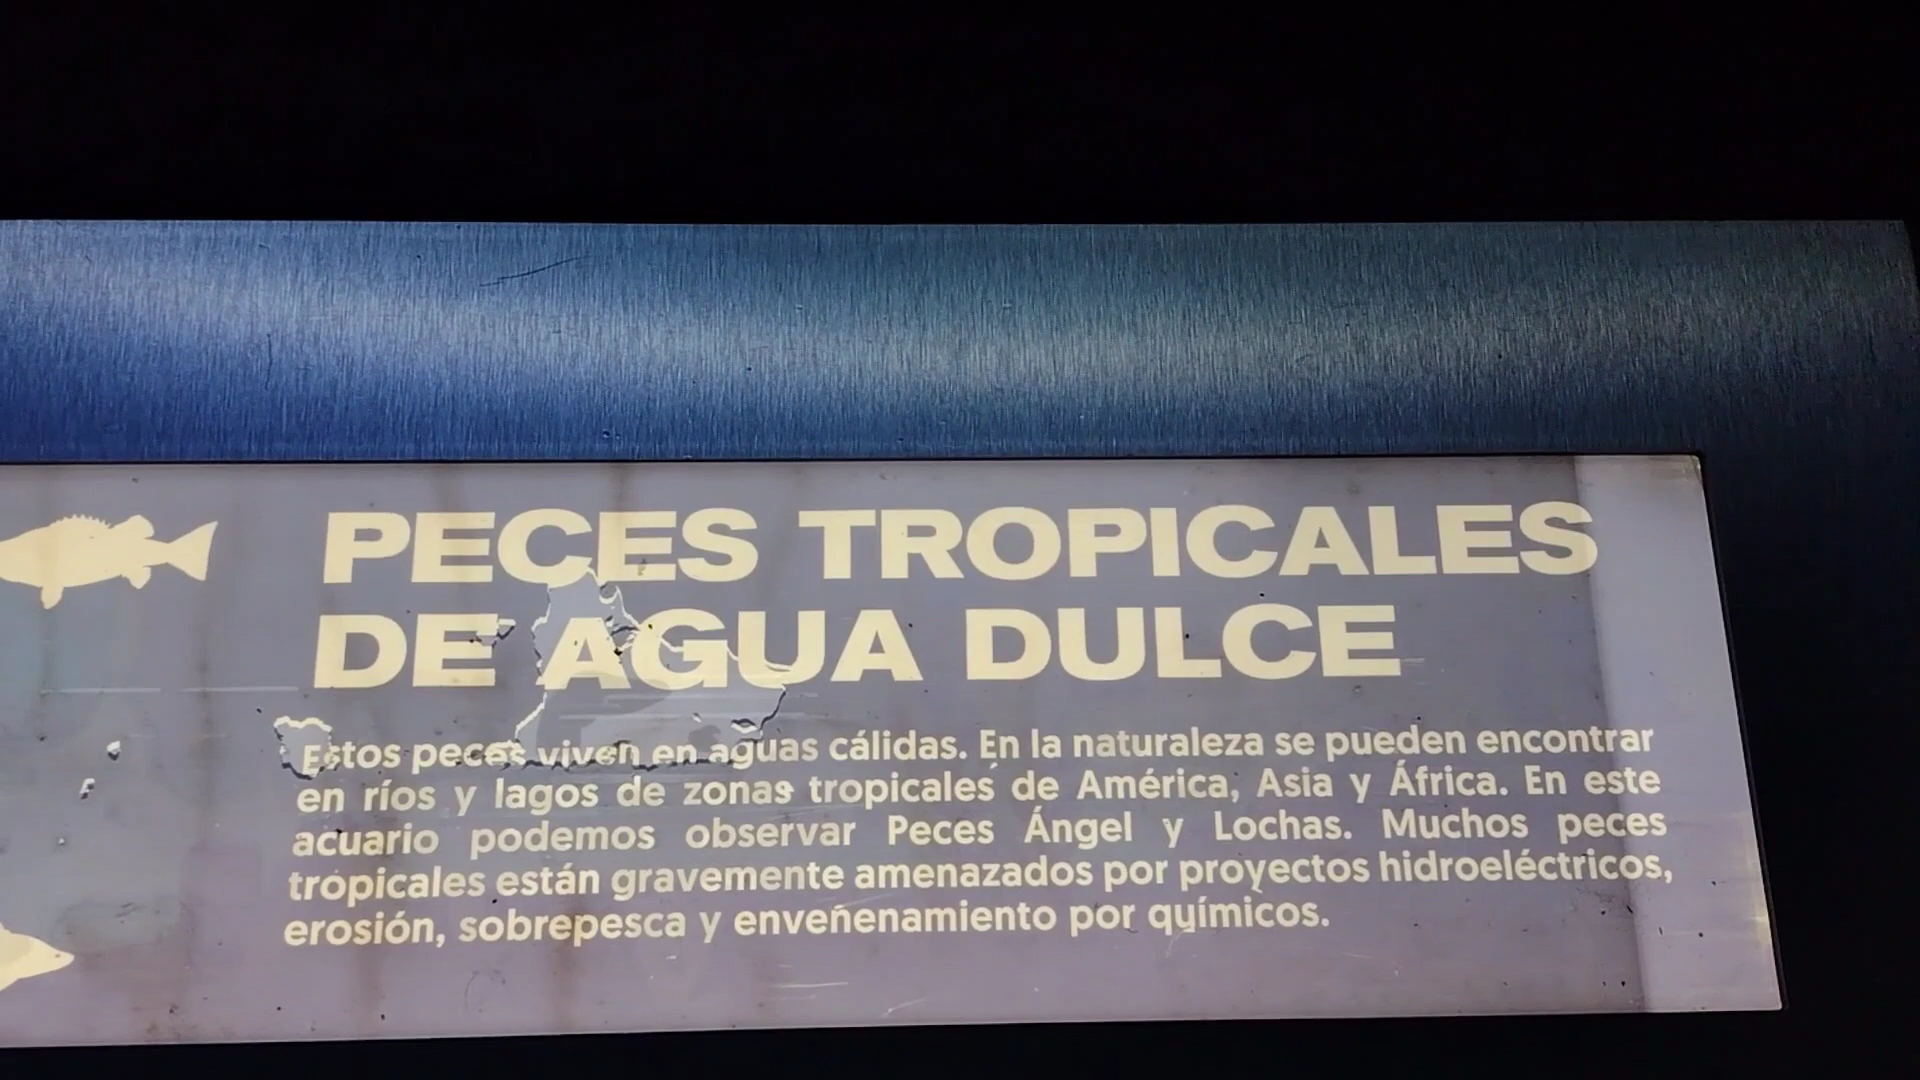 PECES TROPICALES
DE AGUA DULCE
Estos peces viven en aguas cálidas. En la naturaleza se pueden encontrar
en ríos y lagos de zonas tropicales de América, Asia y África. En este
acuario podemos observar Peces Ángel y Lochas. Muchos peces
tropicales están gravemente amenazados por proyectos hidroeléctricos,
erosión, sobrepesca y envenenamiento por químicos.